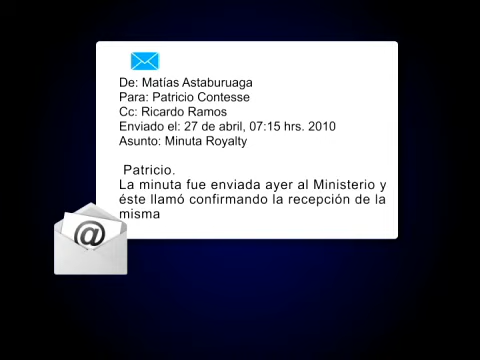 De: Matías Astaburuaga
Para: Patricio Contesse
Cc: Ricardo Ramos
Enviado el: 27 de abril, 07:15 hrs. 2010
Asunto: Minuta Royalty
Patricio.
La minuta fue enviada ayer al Ministerio y
éste llamó confirmando la recepción de la
misma
@